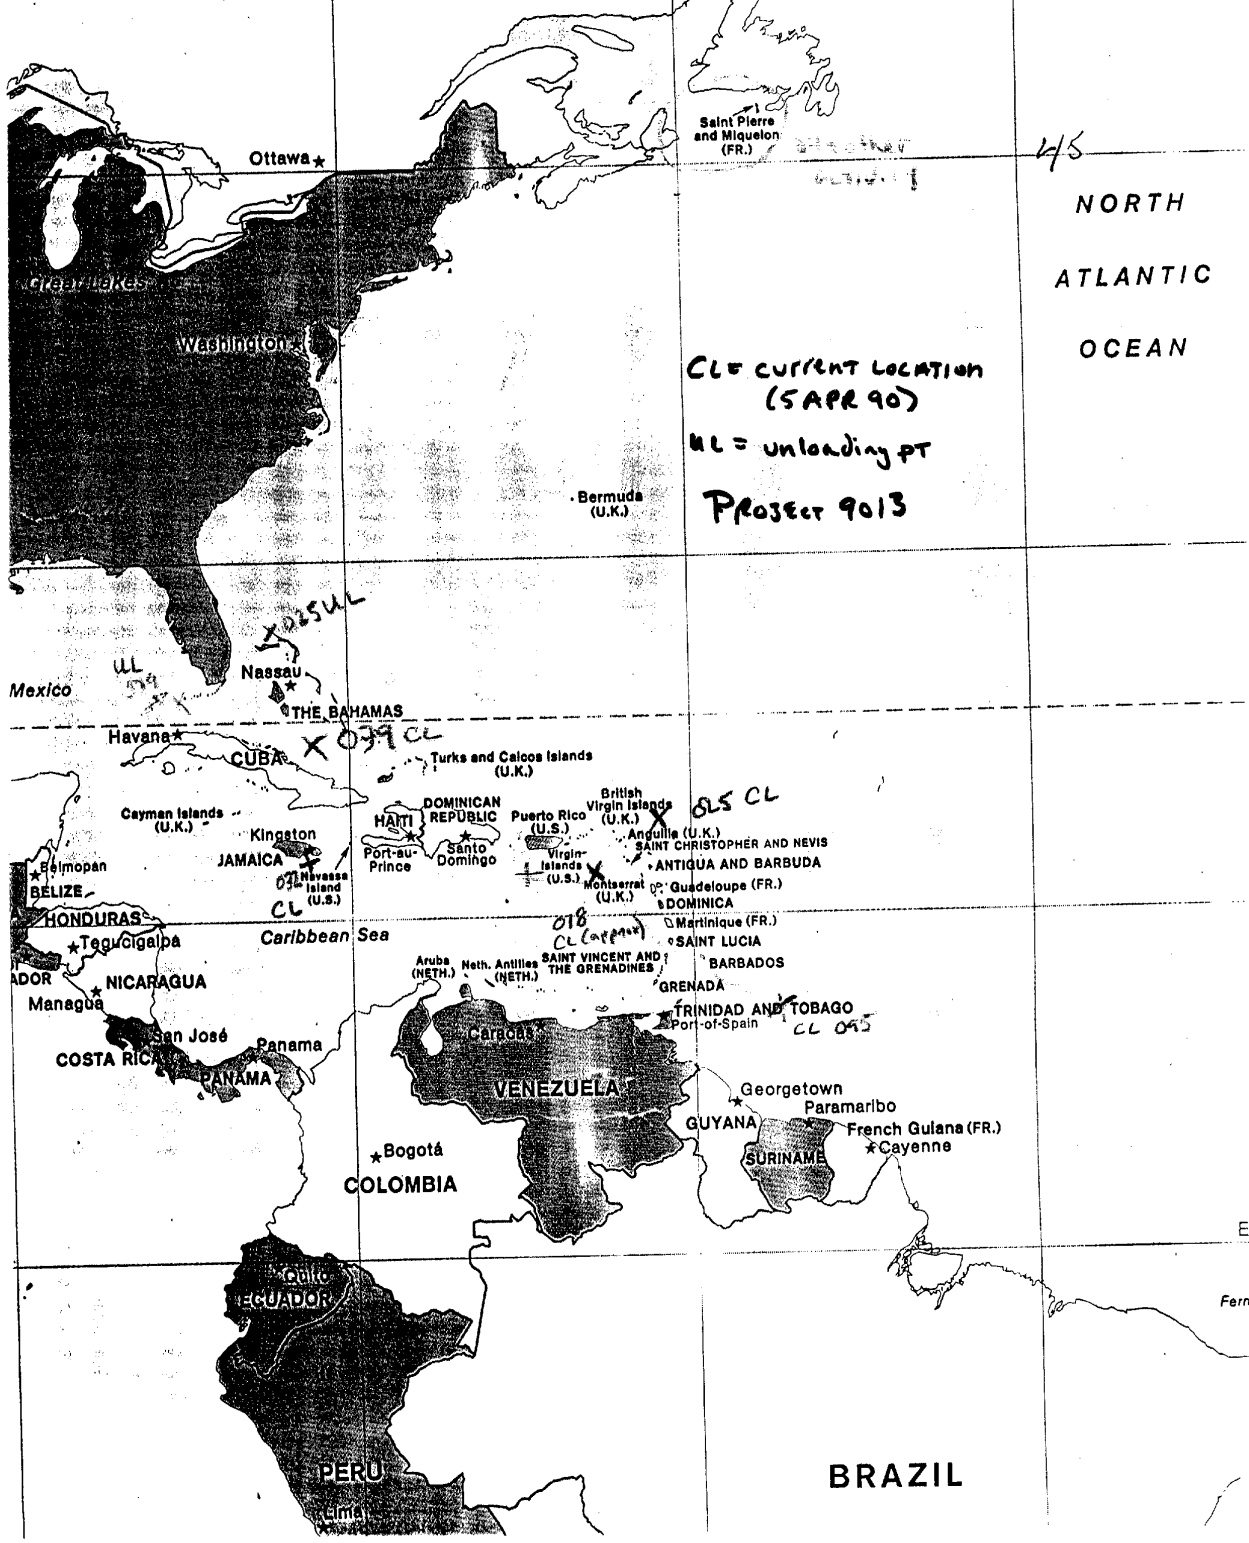 Saint Pierre
and Miquelon
(FR.)
Ottawa
4/5
NORTH
ATLANTIC
OCEAN
Great Lakes
Washington
CL = current Location
(5 APR 90)
UL = unloading PT
Project 9013
Bermuda
(U.K.)
X 025 UL
UL
Nassau
Mexico
THE BAHAMAS
Havana
X 039 CL
CUBA
Turks and Caicos Islands
(U.K.)
Cayman Islands
(U.K.)
British
Virgin Islands
(U.K.)
X
025 CL
Kingston
JAMAICA
HAITI
DOMINICAN
REPUBLIC
Puerto Rico
(U.S.)
Anguilla (U.K.)
SAINT CHRISTOPHER AND NEVIS
Port-au-
Prince
Santo
Domingo
Virgin
Islands
(U.S.)
X
ANTIGUA AND BARBUDA
Navassa
Island
(U.S.)
CL
Montserrat
(U.K.)
Guadeloupe (FR.)
DOMINICA
Belmopan
BELIZE
HONDURAS
Tegucigalpa
Caribbean Sea
018
CL (approx)
Martinique (FR.)
SAINT LUCIA
Aruba
(NETH.)
Neth. Antilles
(NETH.)
SAINT VINCENT AND
THE GRENADINES
BARBADOS
GRENADA
ADOR
NICARAGUA
Managua
TRINIDAD AND TOBAGO
Port-of-Spain
CL 095
San José
COSTA RICA
Panama
PANAMA
Caracas
VENEZUELA
Georgetown
GUYANA
Paramaribo
SURINAME
French Guiana (FR.)
Cayenne
Bogotá
COLOMBIA
Quito
ECUADOR
Fern
PERU
Lima
BRAZIL